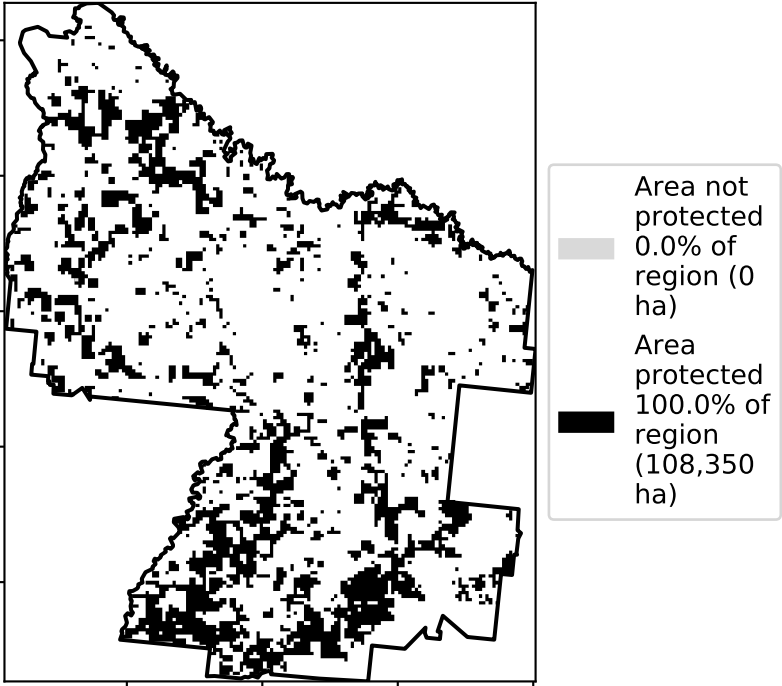 Area not
protected
0.0% of
region (0
ha)
Area
protected
100.0% of
region
(108,350
ha)